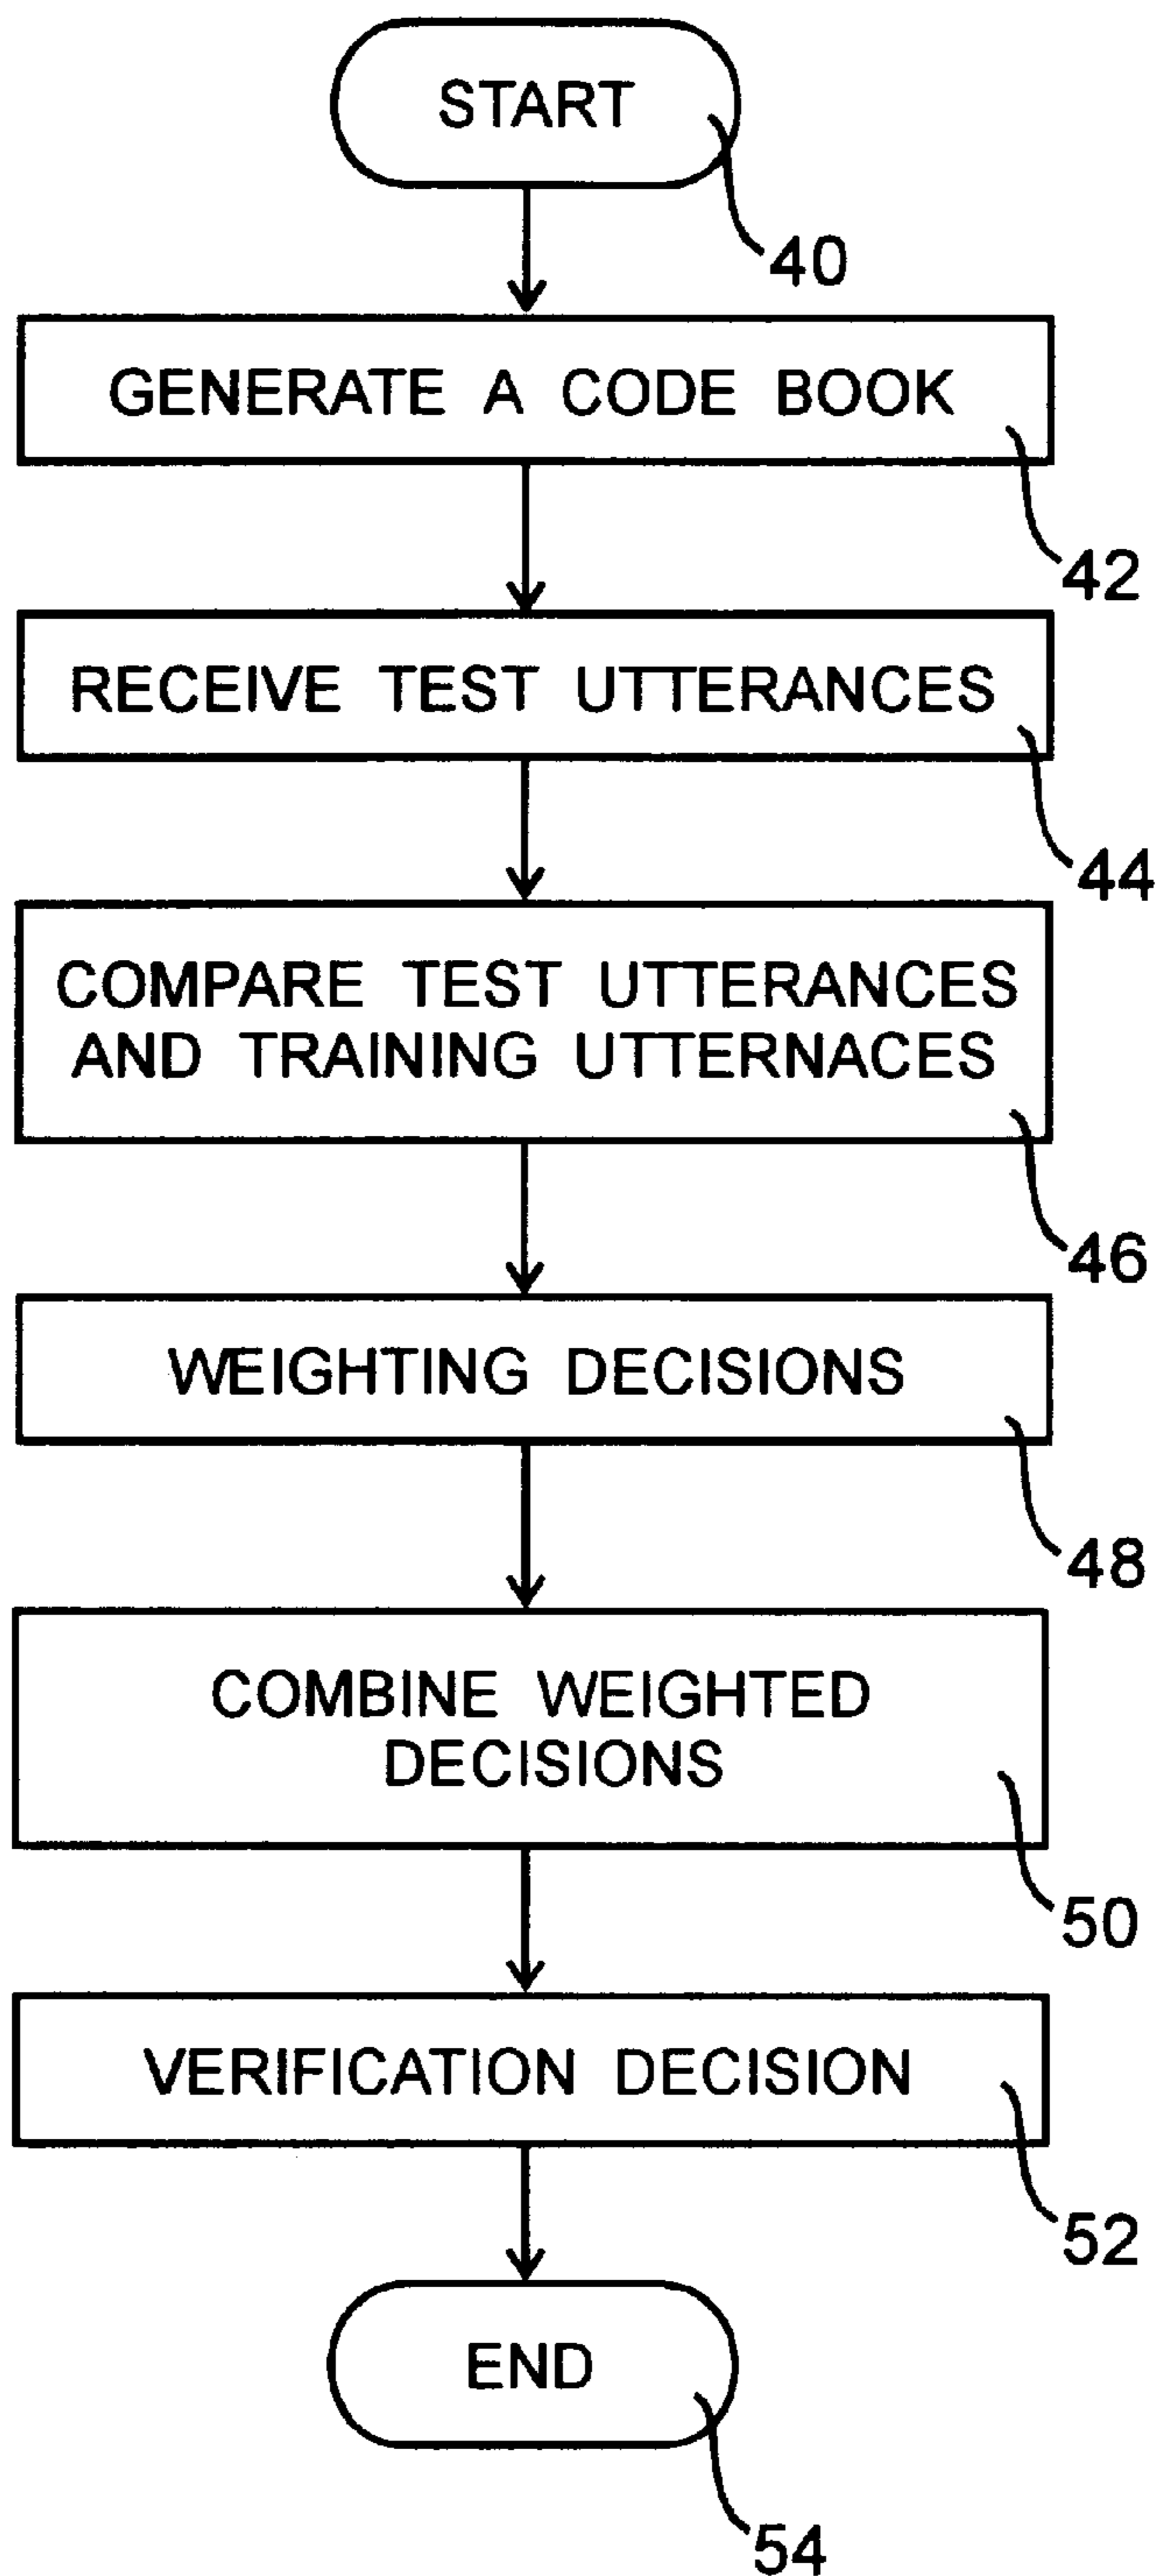 START
40
GENERATE A CODE BOOK
42
RECEIVE TEST UTTERANCES
44
COMPARE TEST UTTERANCES
AND TRAINING UTTERNACES
46
WEIGHTING DECISIONS
48
COMBINE WEIGHTED
DECISIONS
50
VERIFICATION DECISION
52
END
54